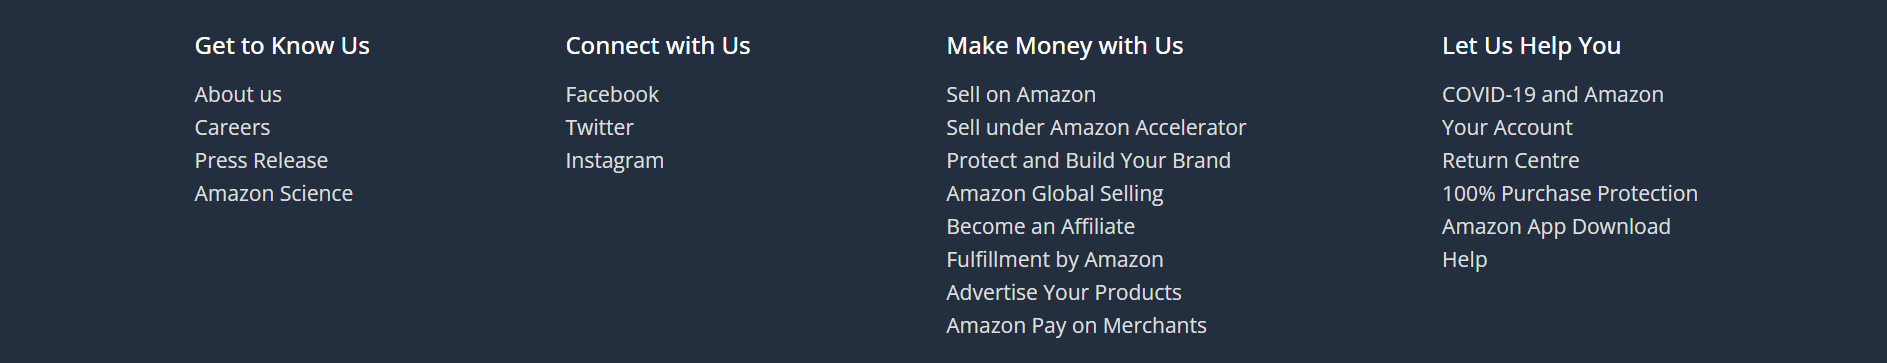 Get to Know Us
About us
Careers
Press Release
Amazon Science
Connect with Us
Facebook
Twitter
Instagram
Make Money with Us
Sell on Amazon
Sell under Amazon Accelerator
Protect and Build Your Brand
Amazon Global Selling
Become an Affiliate
Fulfillment by Amazon
Advertise Your Products
Amazon Pay on Merchants
Let Us Help You
COVID-19 and Amazon
Your Account
Return Centre
100% Purchase Protection
Amazon App Download
Help